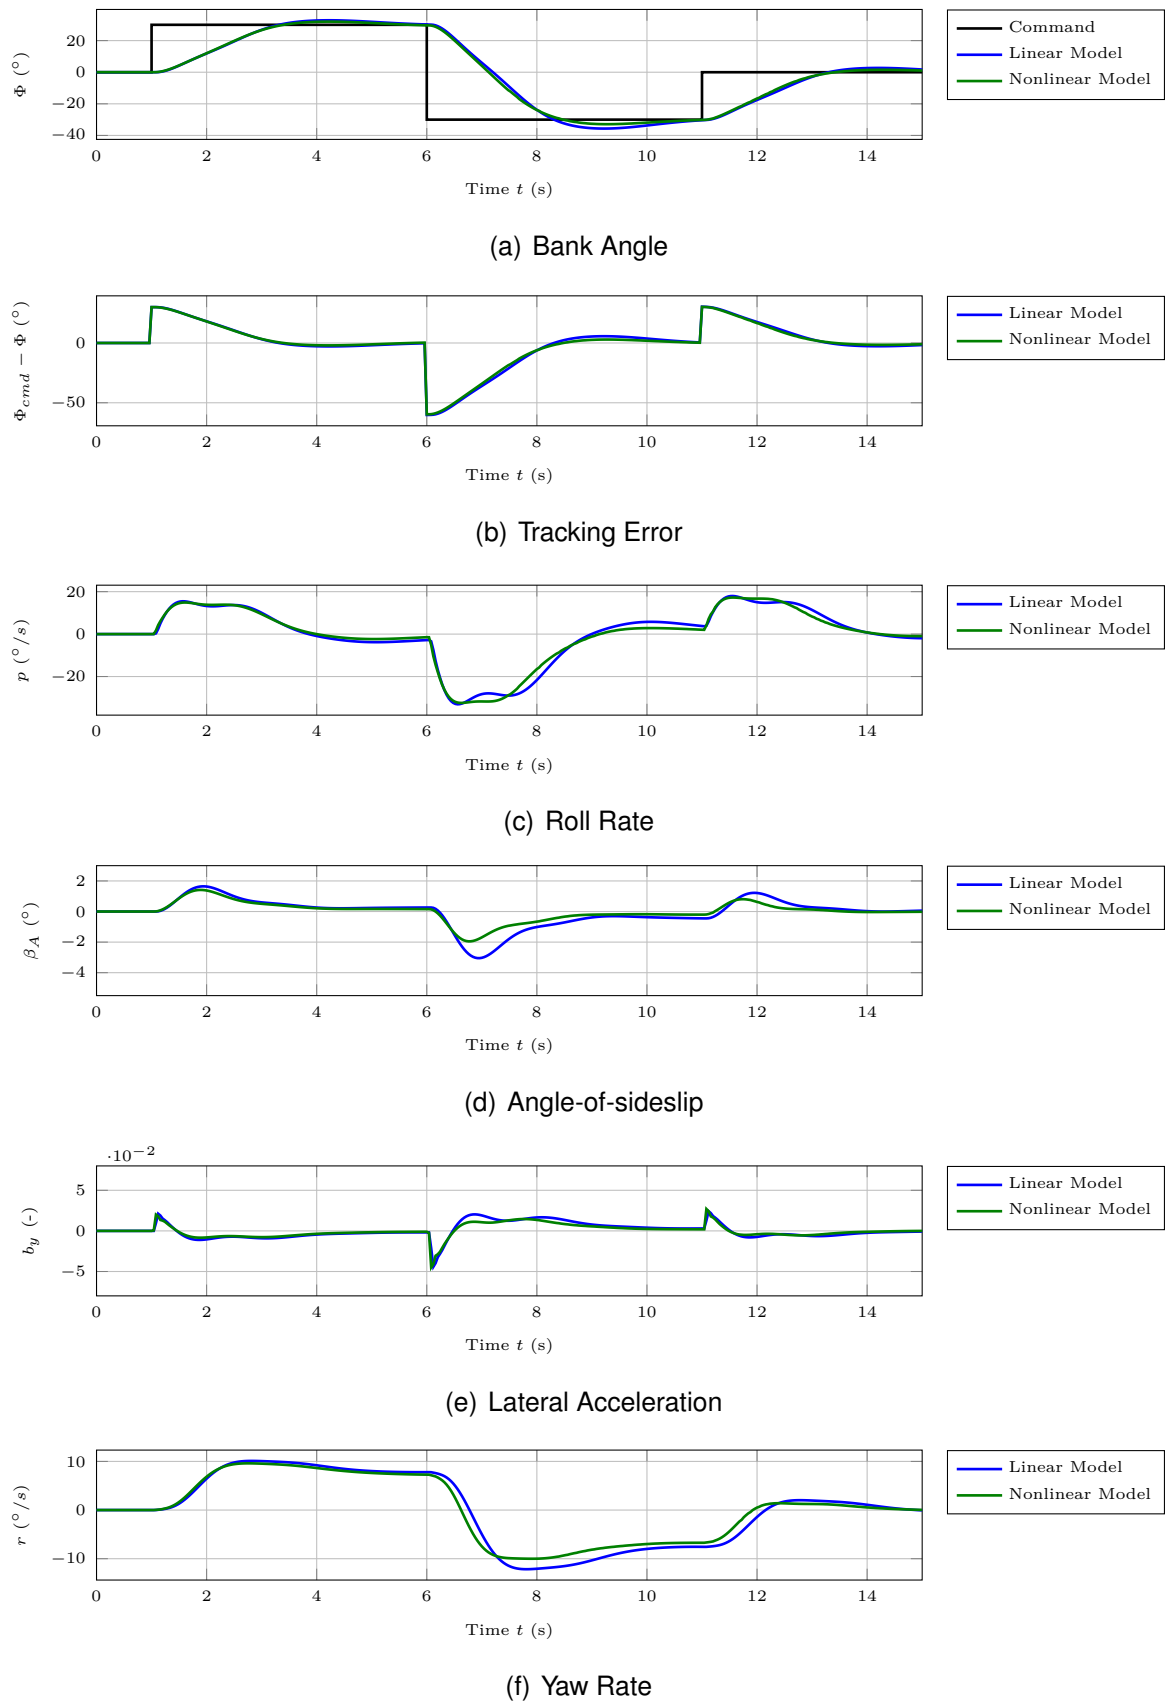 20
0
−20
−40
Φ (°)
0 2 4 6 8 10 12 14
Time t (s)
Command
Linear Model
Nonlinear Model
(a) Bank Angle
0
−50
Φcmd − Φ (°)
0 2 4 6 8 10 12 14
Time t (s)
Linear Model
Nonlinear Model
(b) Tracking Error
20
0
−20
p (°/s)
0 2 4 6 8 10 12 14
Time t (s)
Linear Model
Nonlinear Model
(c) Roll Rate
2
0
−2
−4
βA (°)
0 2 4 6 8 10 12 14
Time t (s)
Linear Model
Nonlinear Model
(d) Angle-of-sideslip
·10−2
5
0
−5
by (-)
0 2 4 6 8 10 12 14
Time t (s)
Linear Model
Nonlinear Model
(e) Lateral Acceleration
10
0
−10
r (°/s)
0 2 4 6 8 10 12 14
Time t (s)
Linear Model
Nonlinear Model
(f) Yaw Rate